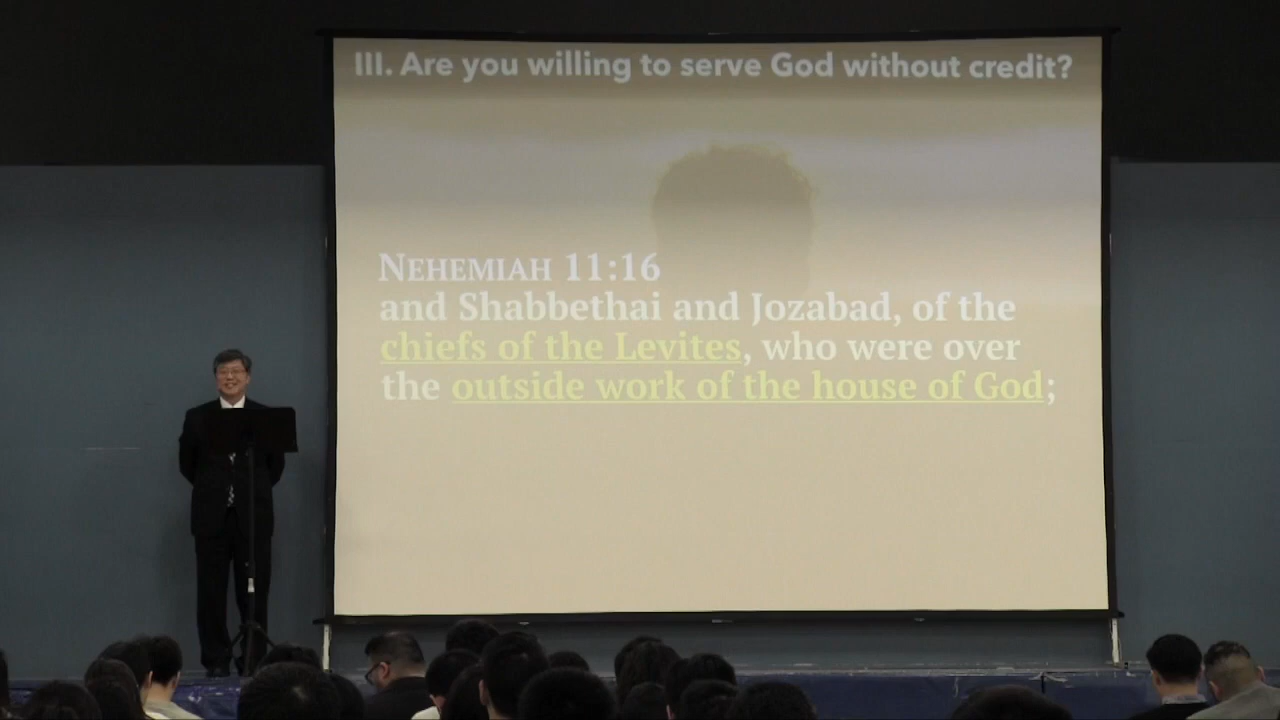 III. Are you willing to serve God without credit?
NEHEMIAH 11:16
and Shabbethai and Jozabad, of the
chiefs of the Levites, who were over
the outside work of the house of God;